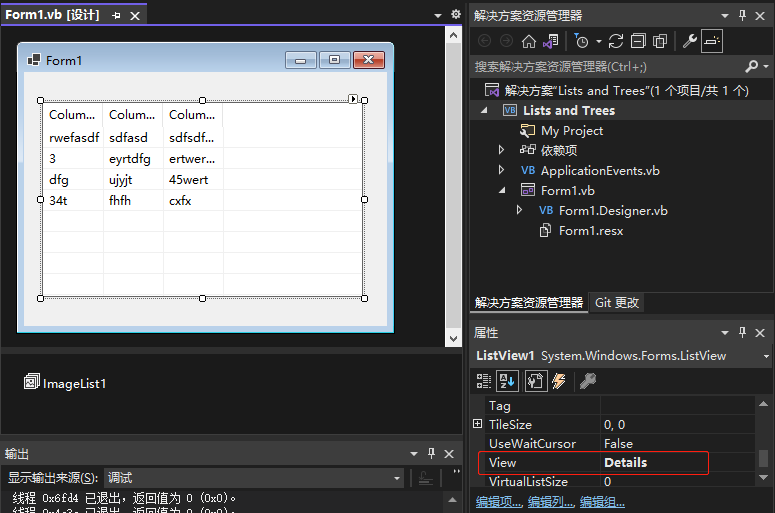 Form1.vb [设计]
Form1
Colum... Colum... Colum...
rwefasdf sdfasd sdfsdf...
3 eyrtdfg ertwer...
dfg ujyjt 45wert
34t fhfh cxfx
ImageList1
输出
显示输出来源(S): 调试
线程 0x6fd4 已退出，返回值为 0 (0x0)。
解决方案资源管理器
搜索解决方案资源管理器(Ctrl+;)
解决方案"Lists and Trees"(1 个项目/共 1 个)
VB Lists and Trees
My Project
依赖项
VB ApplicationEvents.vb
Form1.vb
VB Form1.Designer.vb
Form1.resx
解决方案资源管理器 Git 更改
属性
ListView1 System.Windows.Forms.ListView
Tag
TileSize 0, 0
UseWaitCursor False
View Details
VirtualListSize 0
编辑项..., 编辑列..., 编辑组...